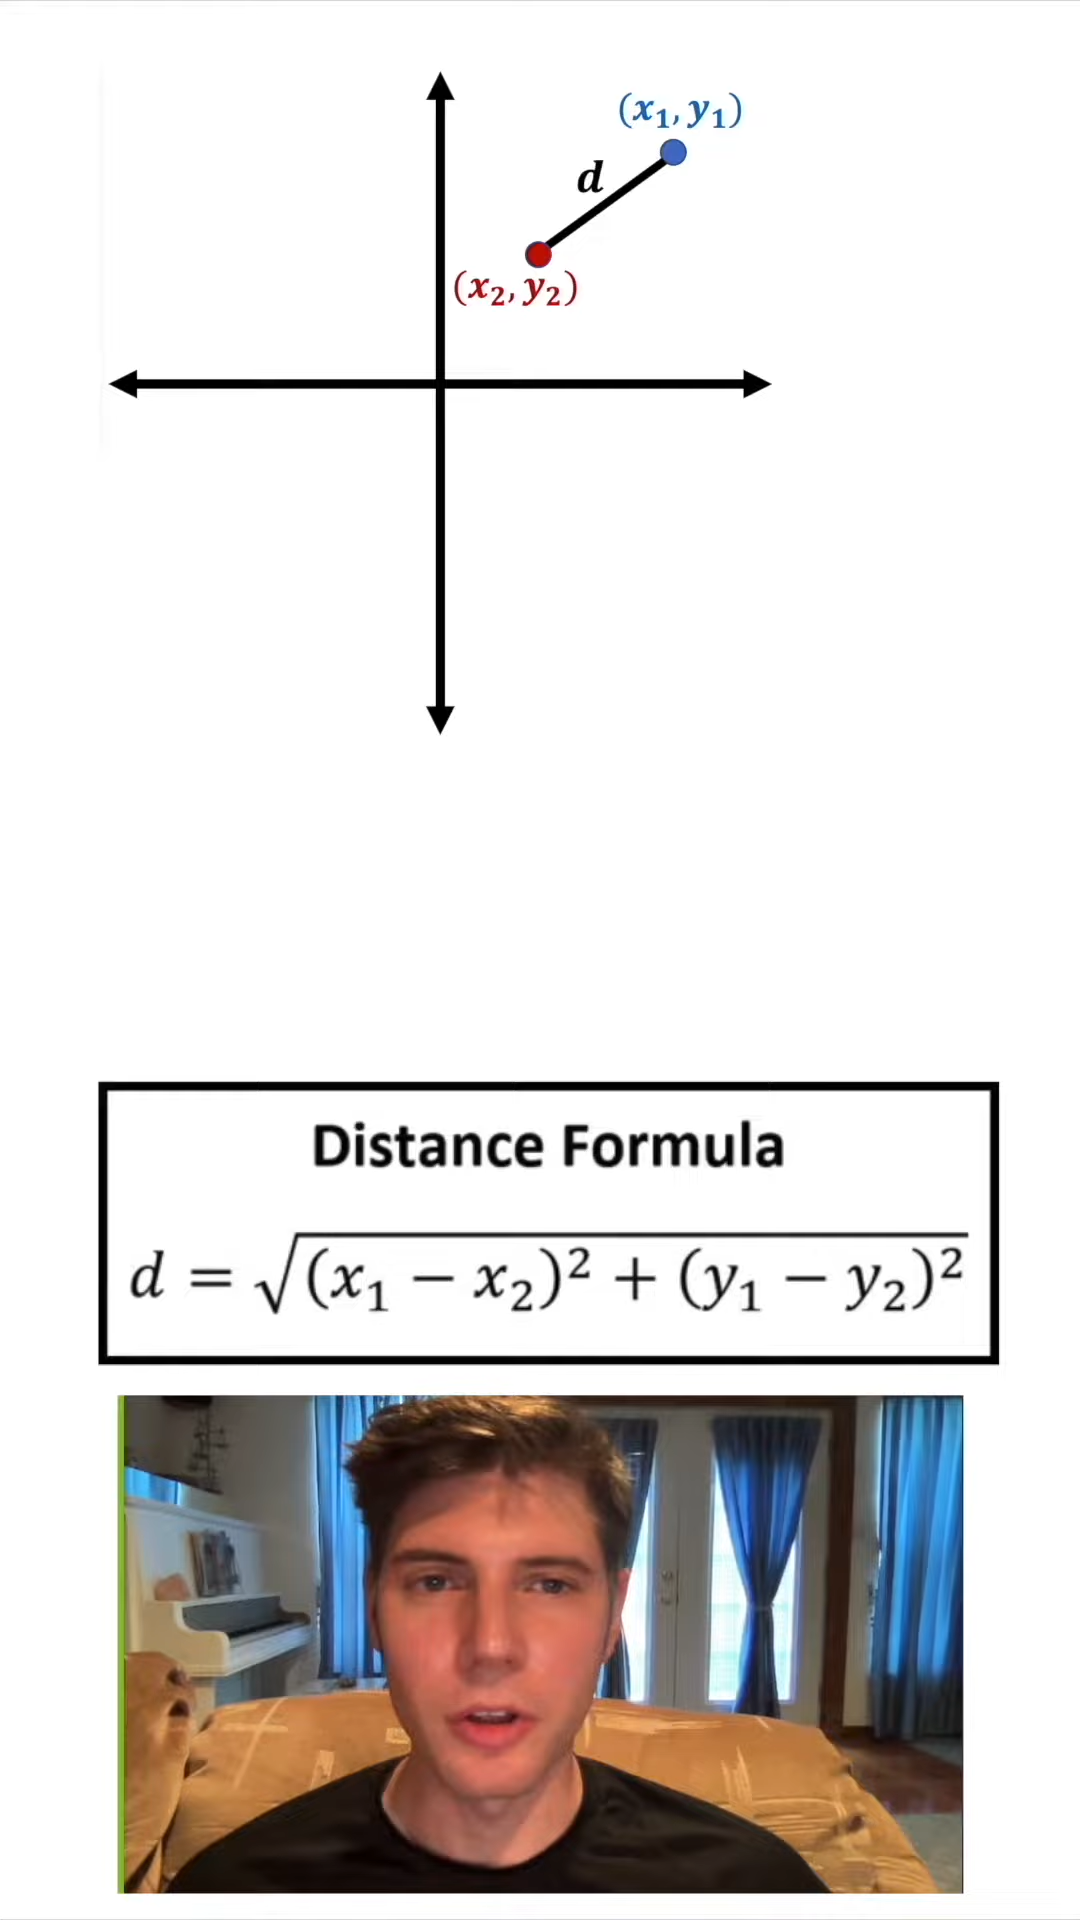 (x₁, y₁)
d
(x₂, y₂)
Distance Formula
d = √(x₁ − x₂)² + (y₁ − y₂)²